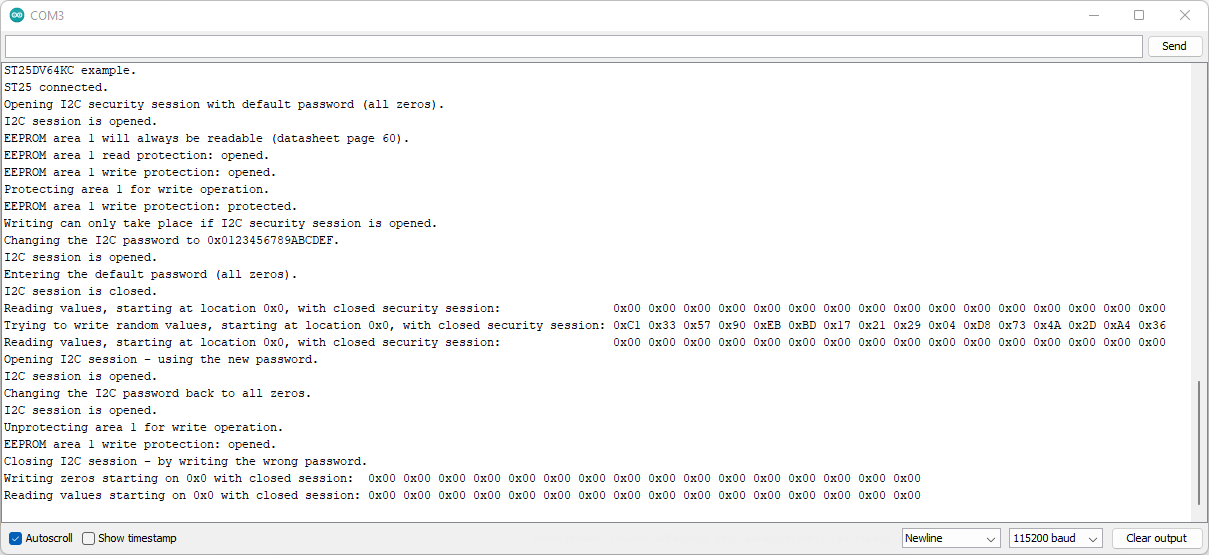 COM3
Send
ST25DV64KC example.
ST25 connected.
Opening I2C security session with default password (all zeros).
I2C session is opened.
EEPROM area 1 will always be readable (datasheet page 60).
EEPROM area 1 read protection: opened.
EEPROM area 1 write protection: opened.
Protecting area 1 for write operation.
EEPROM area 1 write protection: protected.
Writing can only take place if I2C security session is opened.
Changing the I2C password to 0x0123456789ABCDEF.
I2C session is opened.
Entering the default password (all zeros).
I2C session is closed.
Reading values, starting at location 0x0, with closed security session: 0x00 0x00 0x00 0x00 0x00 0x00 0x00 0x00 0x00 0x00 0x00 0x00 0x00 0x00 0x00 0x00
Trying to write random values, starting at location 0x0, with closed security session: 0xC1 0x33 0x57 0x90 0xEB 0xBD 0x17 0x21 0x29 0x04 0xD8 0x73 0x4A 0x2D 0xA4 0x36
Reading values, starting at location 0x0, with closed security session: 0x00 0x00 0x00 0x00 0x00 0x00 0x00 0x00 0x00 0x00 0x00 0x00 0x00 0x00 0x00 0x00
Opening I2C session - using the new password.
I2C session is opened.
Changing the I2C password back to all zeros.
I2C session is opened.
Unprotecting area 1 for write operation.
EEPROM area 1 write protection: opened.
Closing I2C session - by writing the wrong password.
Writing zeros starting on 0x0 with closed session: 0x00 0x00 0x00 0x00 0x00 0x00 0x00 0x00 0x00 0x00 0x00 0x00 0x00 0x00 0x00 0x00
Reading values starting on 0x0 with closed session: 0x00 0x00 0x00 0x00 0x00 0x00 0x00 0x00 0x00 0x00 0x00 0x00 0x00 0x00 0x00 0x00
Autoscroll Show timestamp Newline 115200 baud Clear output